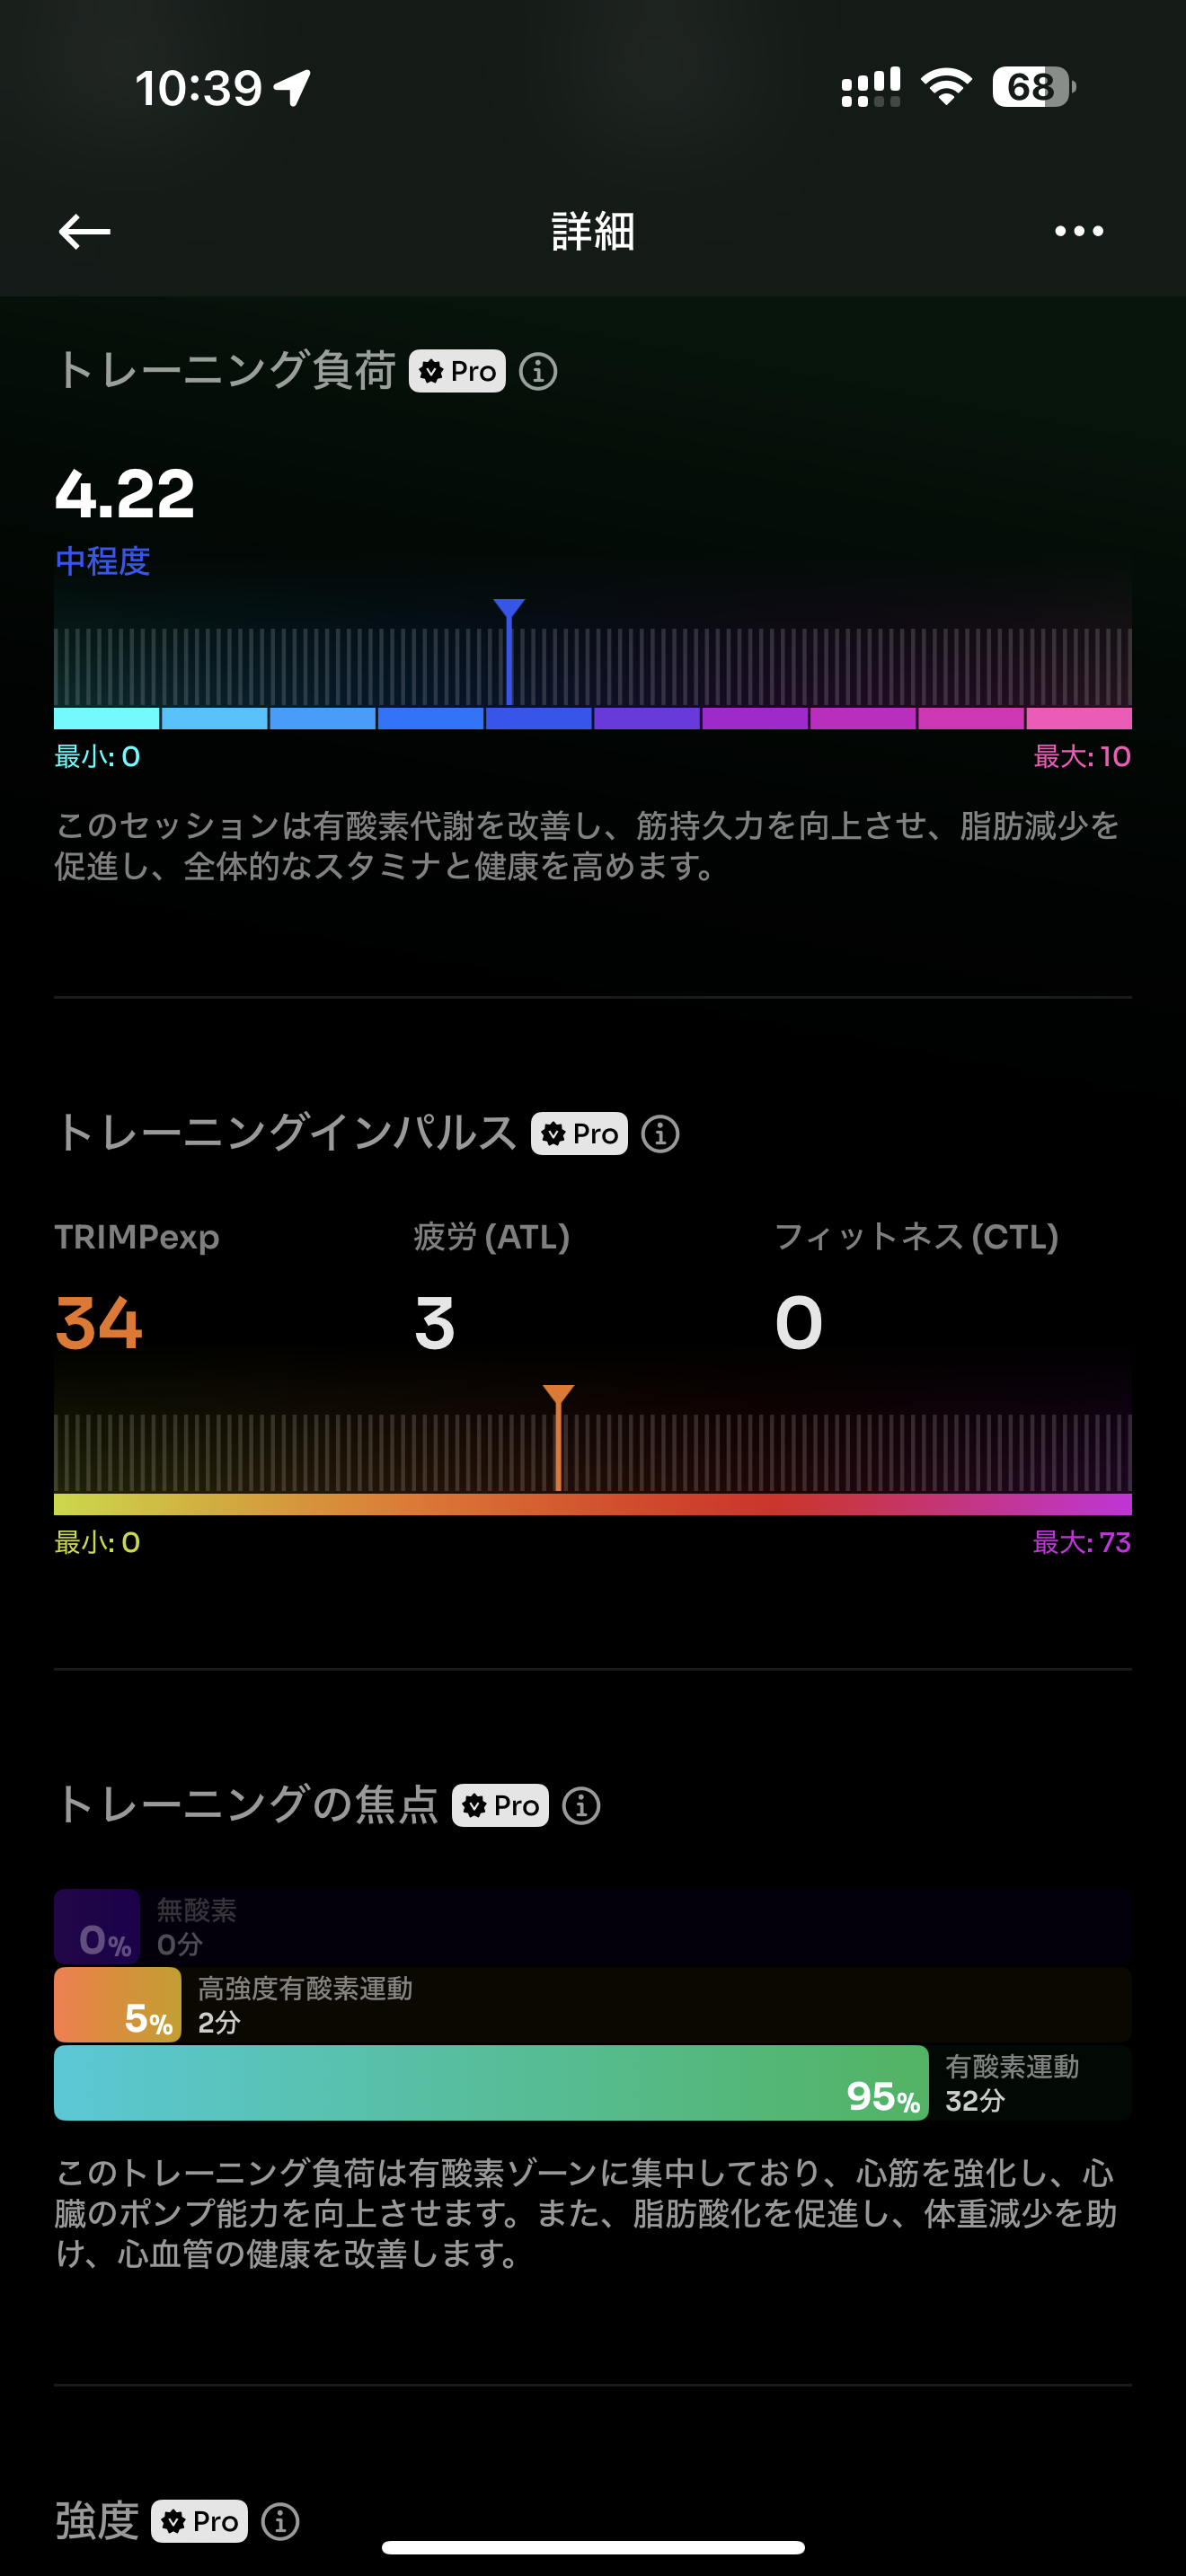 10:39
68
詳細
トレーニング負荷 Pro
4.22
中程度
最小: 0
最大: 10
このセッションは有酸素代謝を改善し、筋持久力を向上させ、脂肪減少を
促進し、全体的なスタミナと健康を高めます。
トレーニングインパルス Pro
TRIMPexp
疲労 (ATL)
フィットネス (CTL)
34
3
0
最小: 0
最大: 73
トレーニングの焦点 Pro
0%
無酸素
0分
5%
高強度有酸素運動
2分
95%
有酸素運動
32分
このトレーニング負荷は有酸素ゾーンに集中しており、心筋を強化し、心
臓のポンプ能力を向上させます。また、脂肪酸化を促進し、体重減少を助
け、心血管の健康を改善します。
強度 Pro